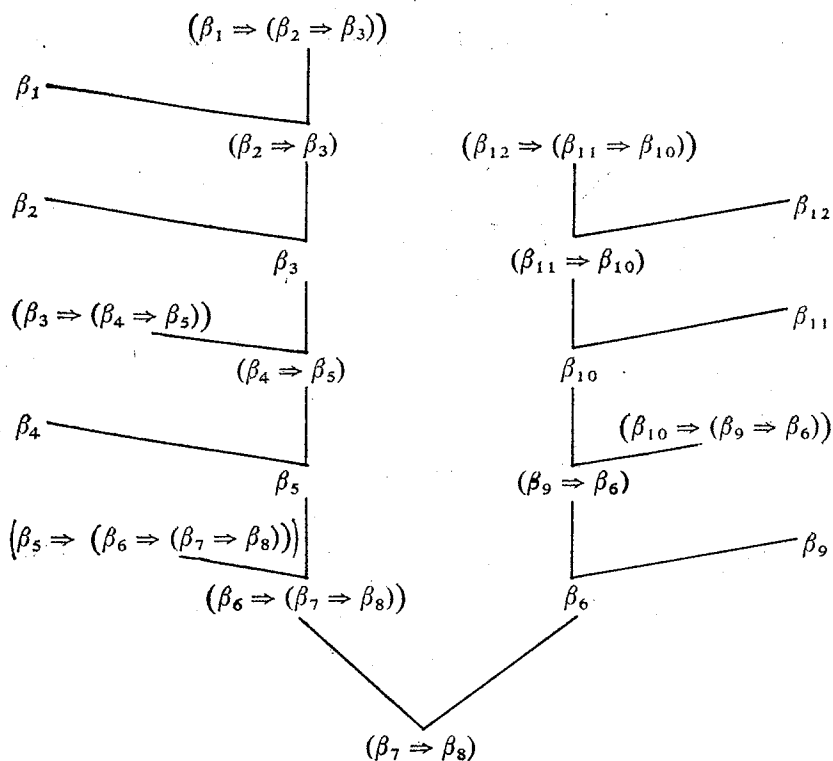 (β₁ ⇒ (β₂ ⇒ β₃))
β₁
(β₂ ⇒ β₃)
(β₁₂ ⇒ (β₁₁ ⇒ β₁₀))
β₂
β₁₂
β₃
(β₁₁ ⇒ β₁₀)
(β₃ ⇒ (β₄ ⇒ β₅))
β₁₁
(β₄ ⇒ β₅)
β₁₀
β₄
(β₁₀ ⇒ (β₉ ⇒ β₆))
β₅
(β₉ ⇒ β₆)
(β₅ ⇒ (β₆ ⇒ (β₇ ⇒ β₈)))
β₉
(β₆ ⇒ (β₇ ⇒ β₈))
β₆
(β₇ ⇒ β₈)